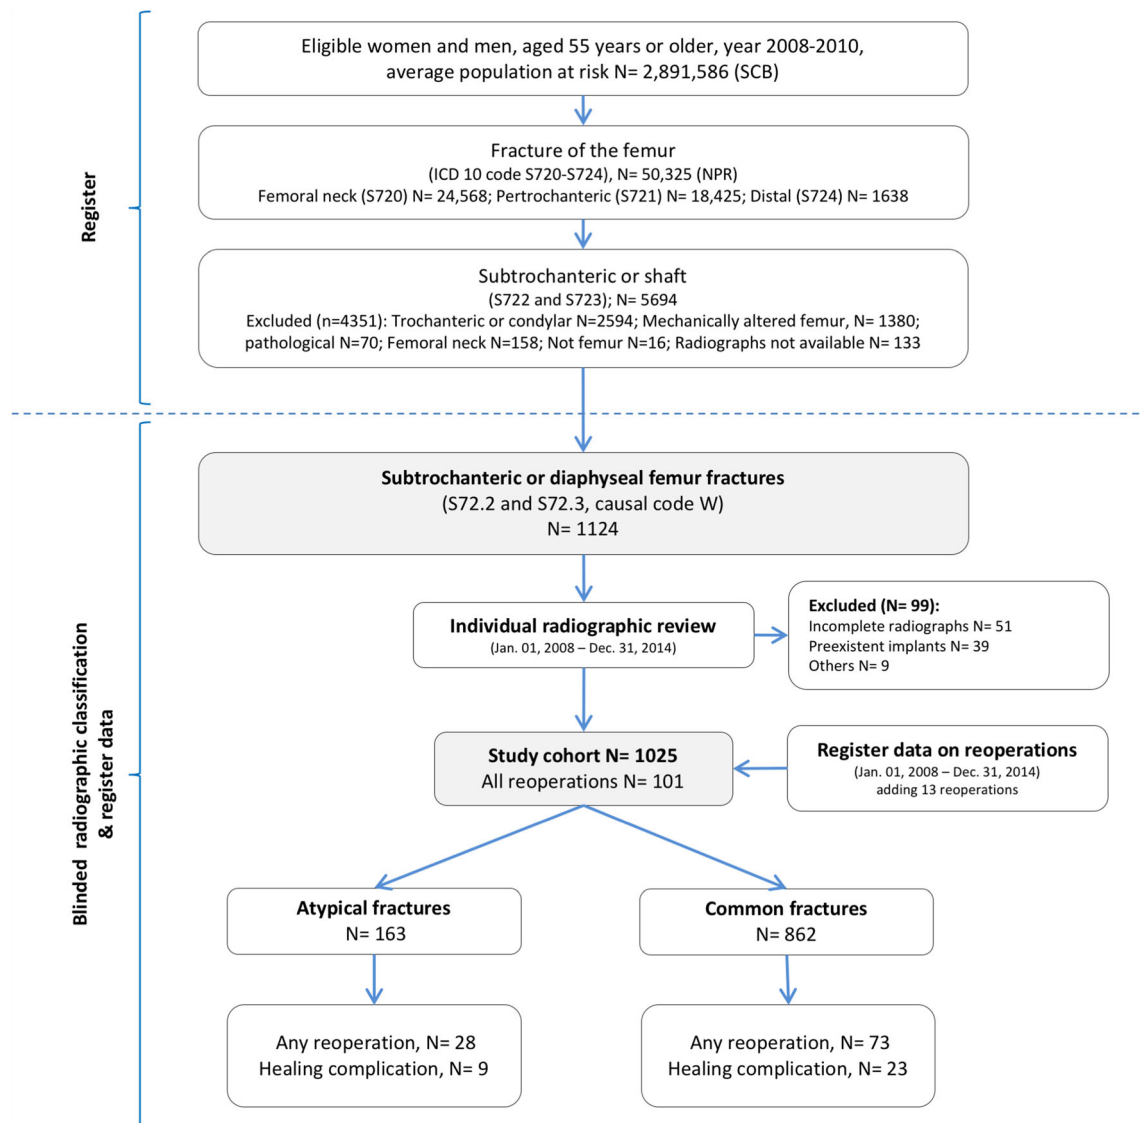 Eligible women and men, aged 55 years or older, year 2008-2010,
average population at risk N= 2,891,586 (SCB)
Register
Fracture of the femur
(ICD 10 code S720-S724), N= 50,325 (NPR)
Femoral neck (S720) N= 24,568; Pertrochanteric (S721) N= 18,425; Distal (S724) N= 1638
Subtrochanteric or shaft
(S722 and S723); N= 5694
Excluded (n=4351): Trochanteric or condylar N=2594; Mechanically altered femur, N= 1380;
pathological N=70; Femoral neck N=158; Not femur N=16; Radiographs not available N= 133
Blinded radiographic classification
& register data
Subtrochanteric or diaphyseal femur fractures
(S72.2 and S72.3, causal code W)
N= 1124
Individual radiographic review
(Jan. 01, 2008 – Dec. 31, 2014)
Excluded (N= 99):
Incomplete radiographs N= 51
Preexistent implants N= 39
Others N= 9
Study cohort N= 1025
All reoperations N= 101
Register data on reoperations
(Jan. 01, 2008 – Dec. 31, 2014)
adding 13 reoperations
Atypical fractures
N= 163
Common fractures
N= 862
Any reoperation, N= 28
Healing complication, N= 9
Any reoperation, N= 73
Healing complication, N= 23